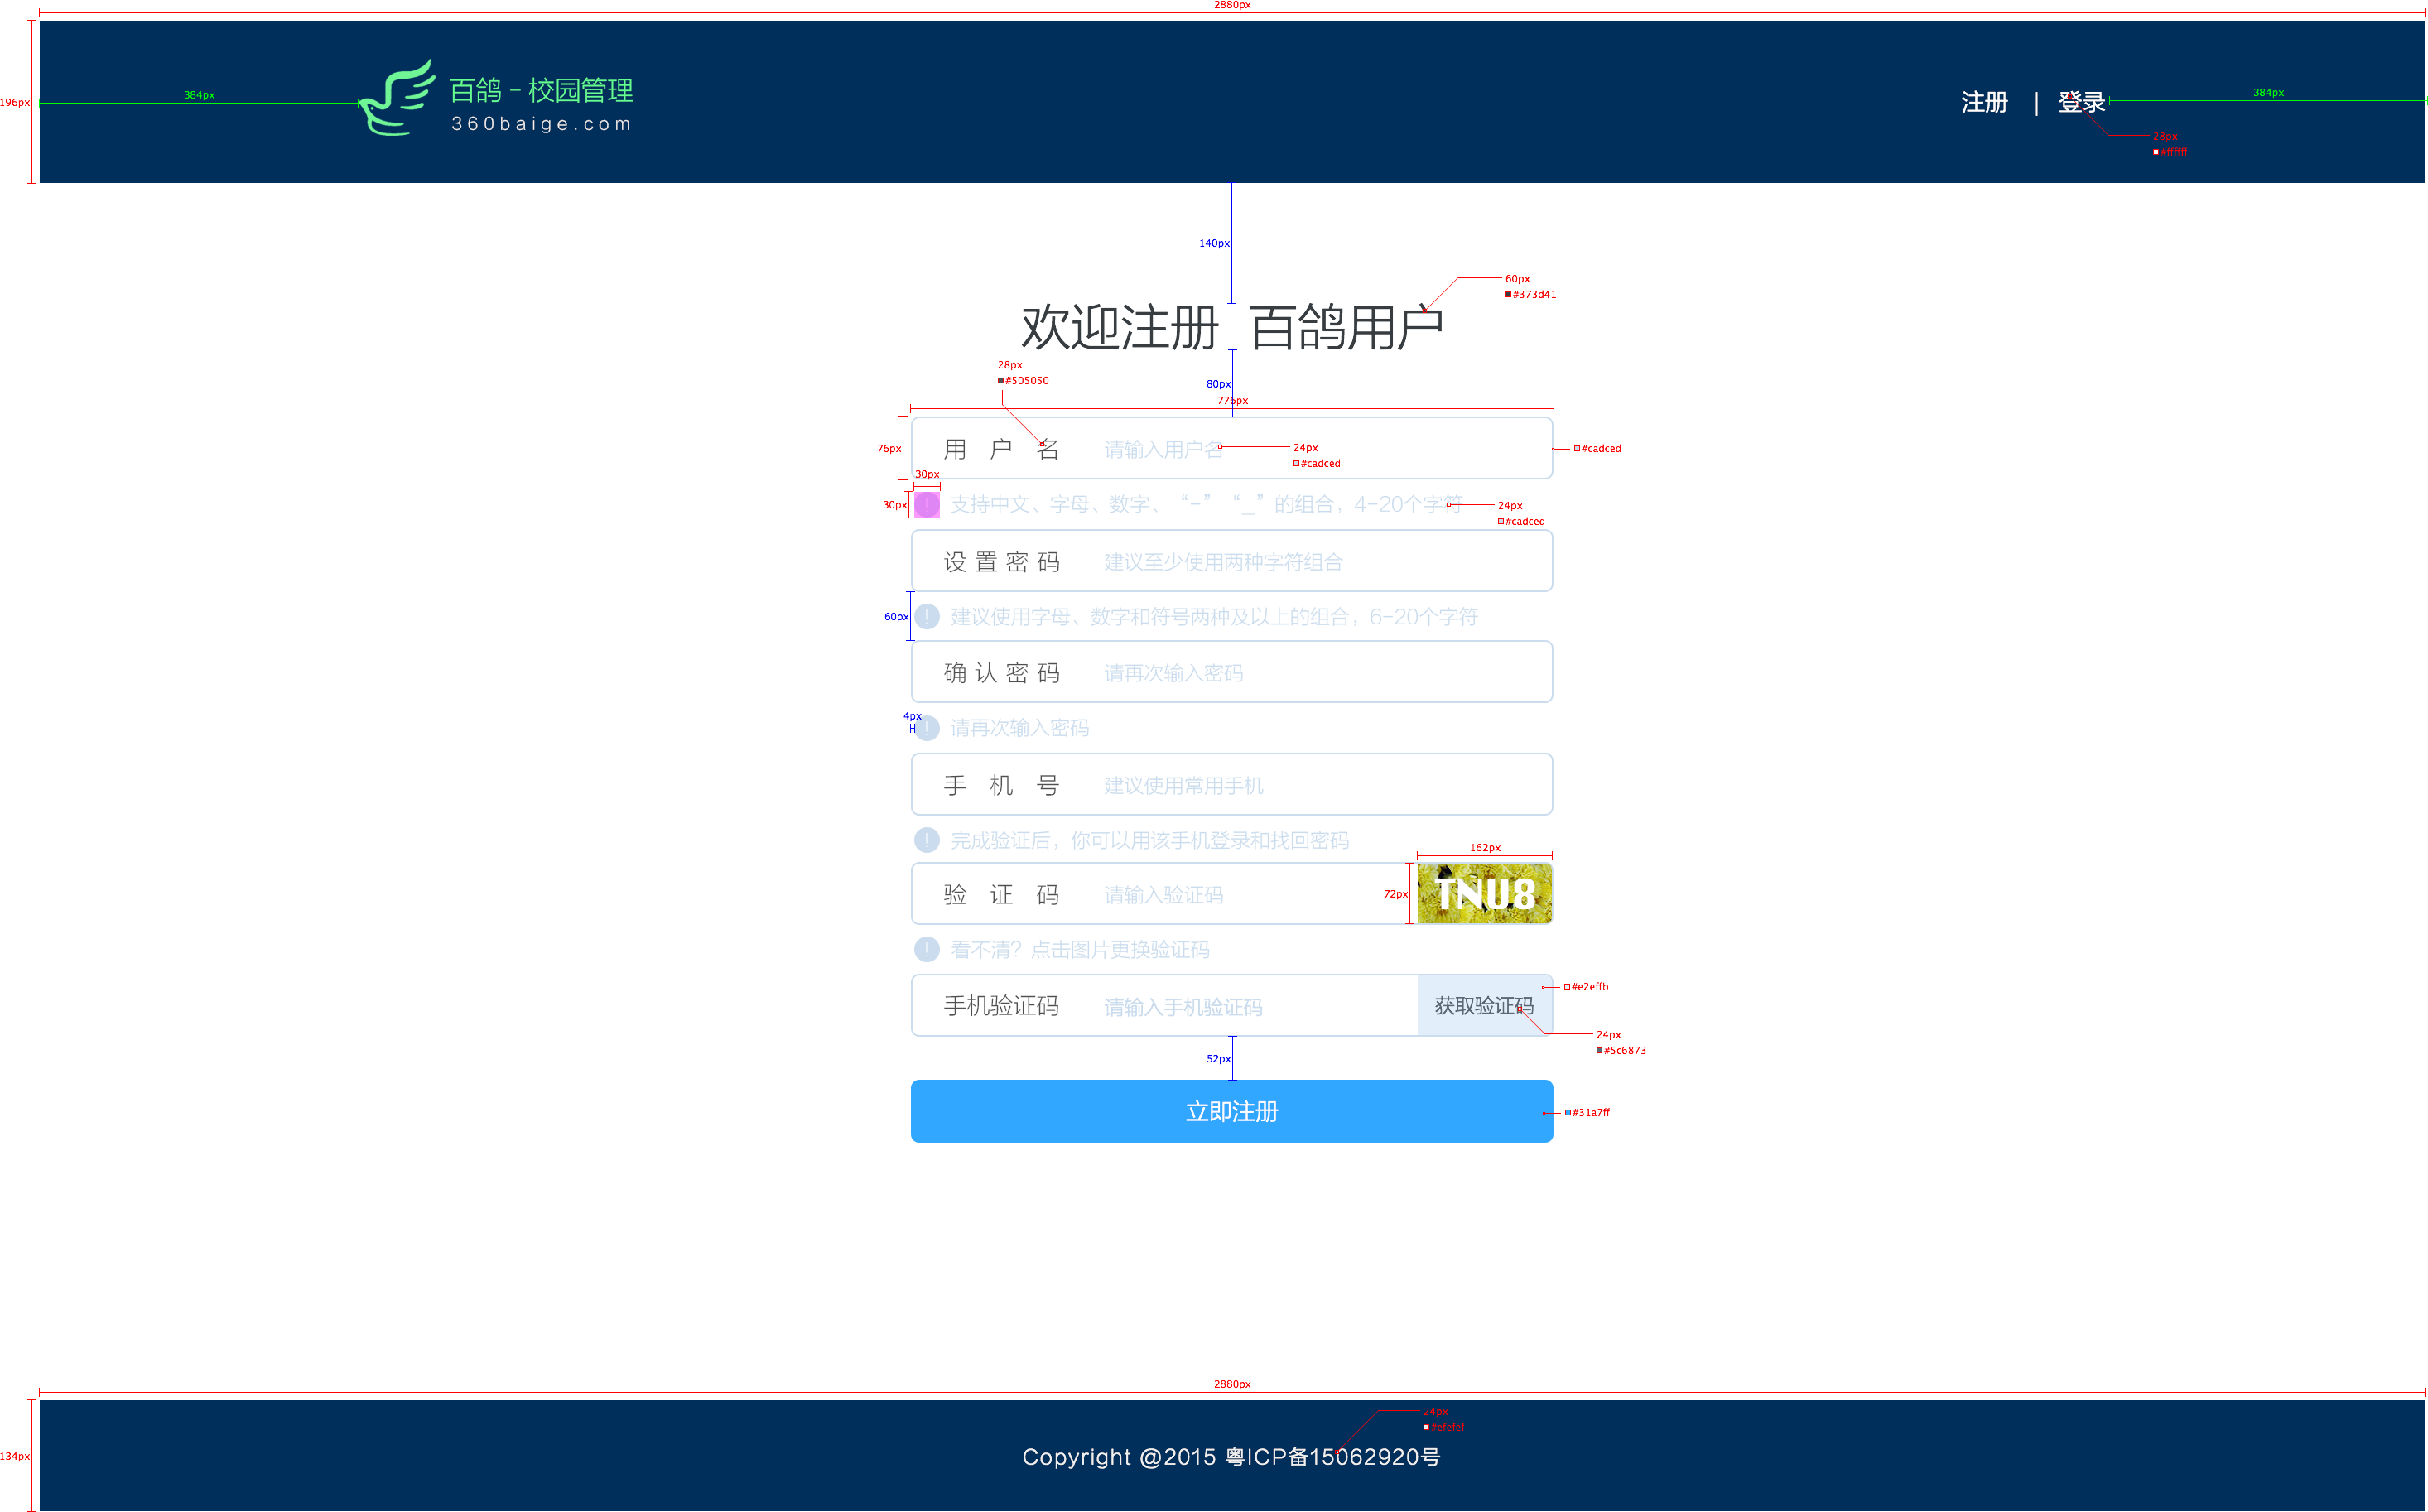 2880px
196px
384px
百鸽-校园管理
360baige.com
注册 | 登录
384px
28px
#ffffff
140px
60px
#373d41
欢迎注册 百鸽用户
28px
#505050
80px
776px
76px
用 户 名 请输入用户名
24px
#cadced
#cadced
30px
30px
! 支持中文、字母、数字、“-”“_”的组合，4-20个字符
24px
#cadced
设置密码 建议至少使用两种字符组合
60px
! 建议使用字母、数字和符号两种及以上的组合，6-20个字符
确认密码 请再次输入密码
4px
! 请再次输入密码
手 机 号 建议使用常用手机
! 完成验证后，你可以用该手机登录和找回密码
162px
72px
验 证 码 请输入验证码 TNU8
! 看不清？点击图片更换验证码
手机验证码 请输入手机验证码 获取验证码
#e2effb
24px
#5c6873
52px
立即注册
#31a7ff
2880px
134px
24px
#efefef
Copyright @2015 粤ICP备15062920号